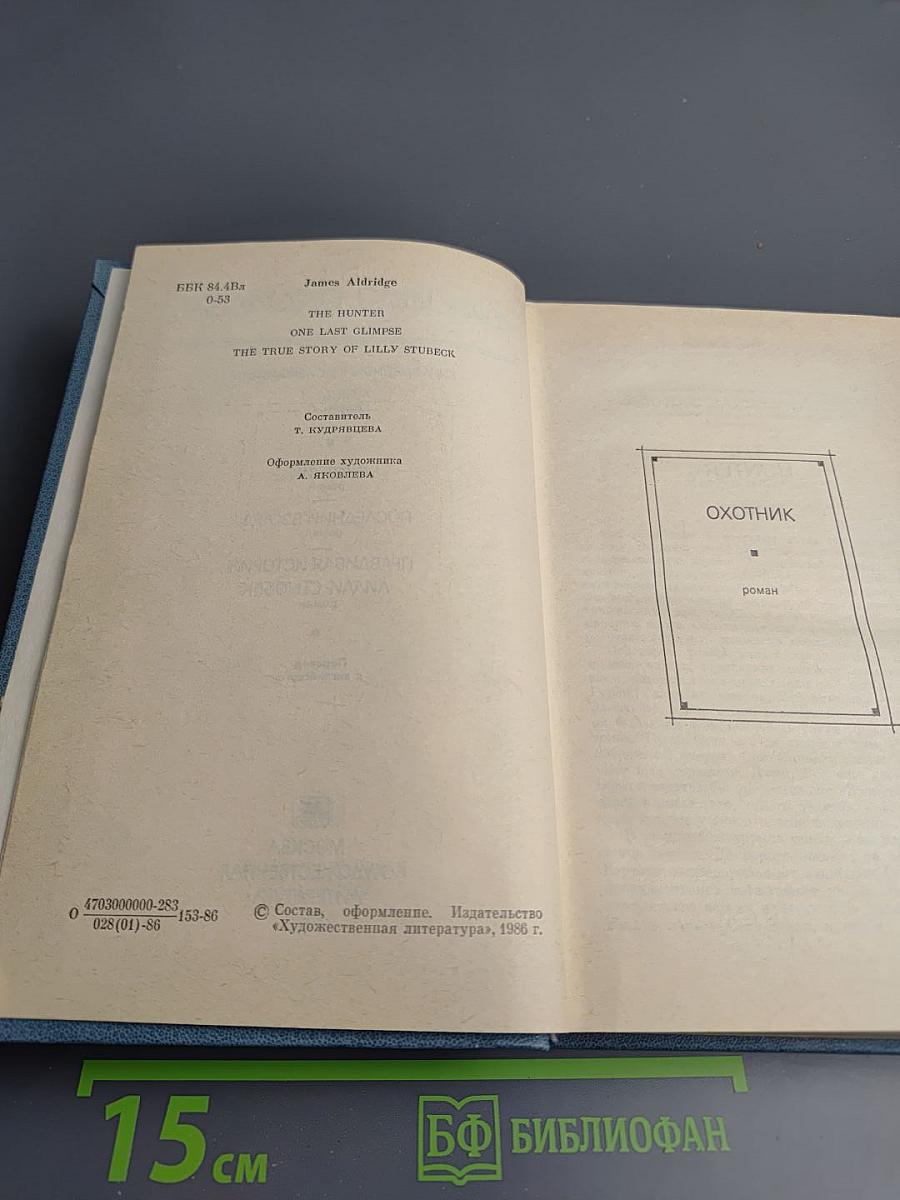 ББК 84.4Вл
О-53
James Aldridge
THE HUNTER
ONE LAST GLIMPSE
THE TRUE STORY OF LILLY STUBECK
Составитель
Т. КУДРЯВЦЕВА
Оформление художника
А. ЯКОВЛЕВА
О 4703000000-283 153-86
028(01)-86
© Состав, оформление. Издательство
«Художественная литература», 1986 г.
ОХОТНИК
роман
15 см
БФ БИБЛИОФАН